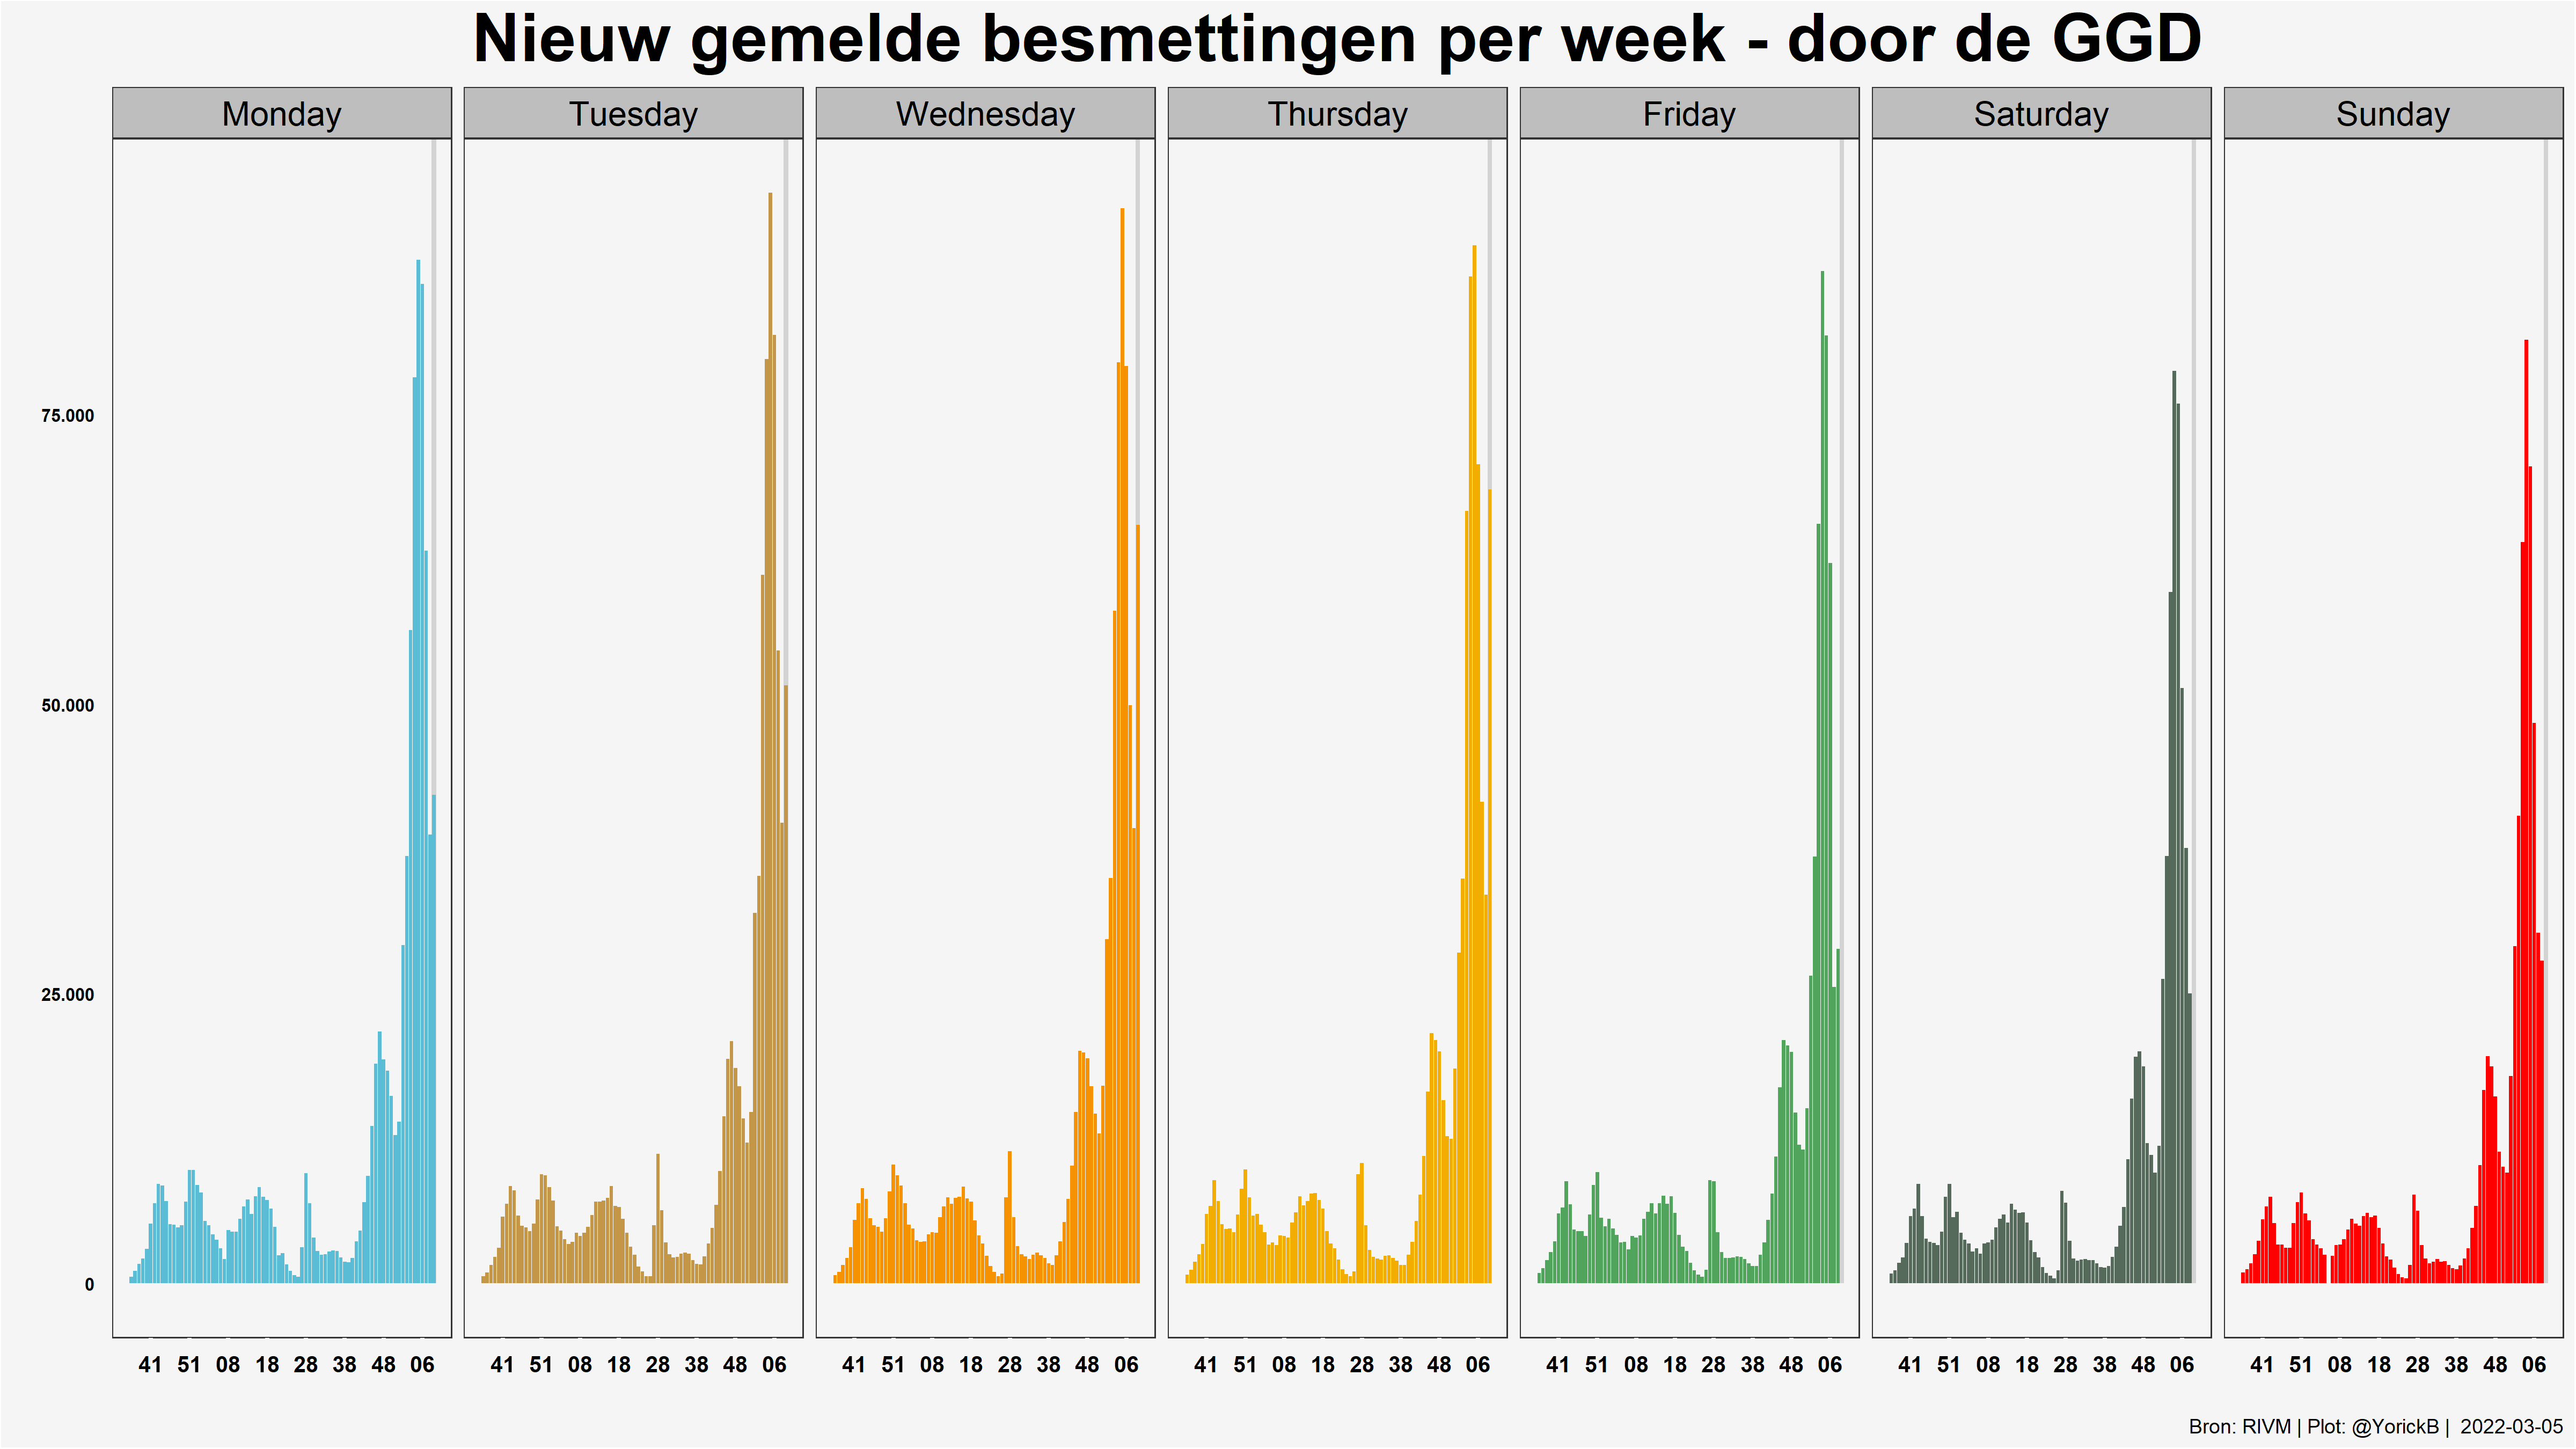 Nieuw gemelde besmettingen per week - door de GGD
Monday Tuesday Wednesday Thursday Friday Saturday Sunday
75.000
50.000
25.000
0
41 51 08 18 28 38 48 06 41 51 08 18 28 38 48 06 41 51 08 18 28 38 48 06 41 51 08 18 28 38 48 06 41 51 08 18 28 38 48 06 41 51 08 18 28 38 48 06 41 51 08 18 28 38 48 06
Bron: RIVM | Plot: @YorickB | 2022-03-05